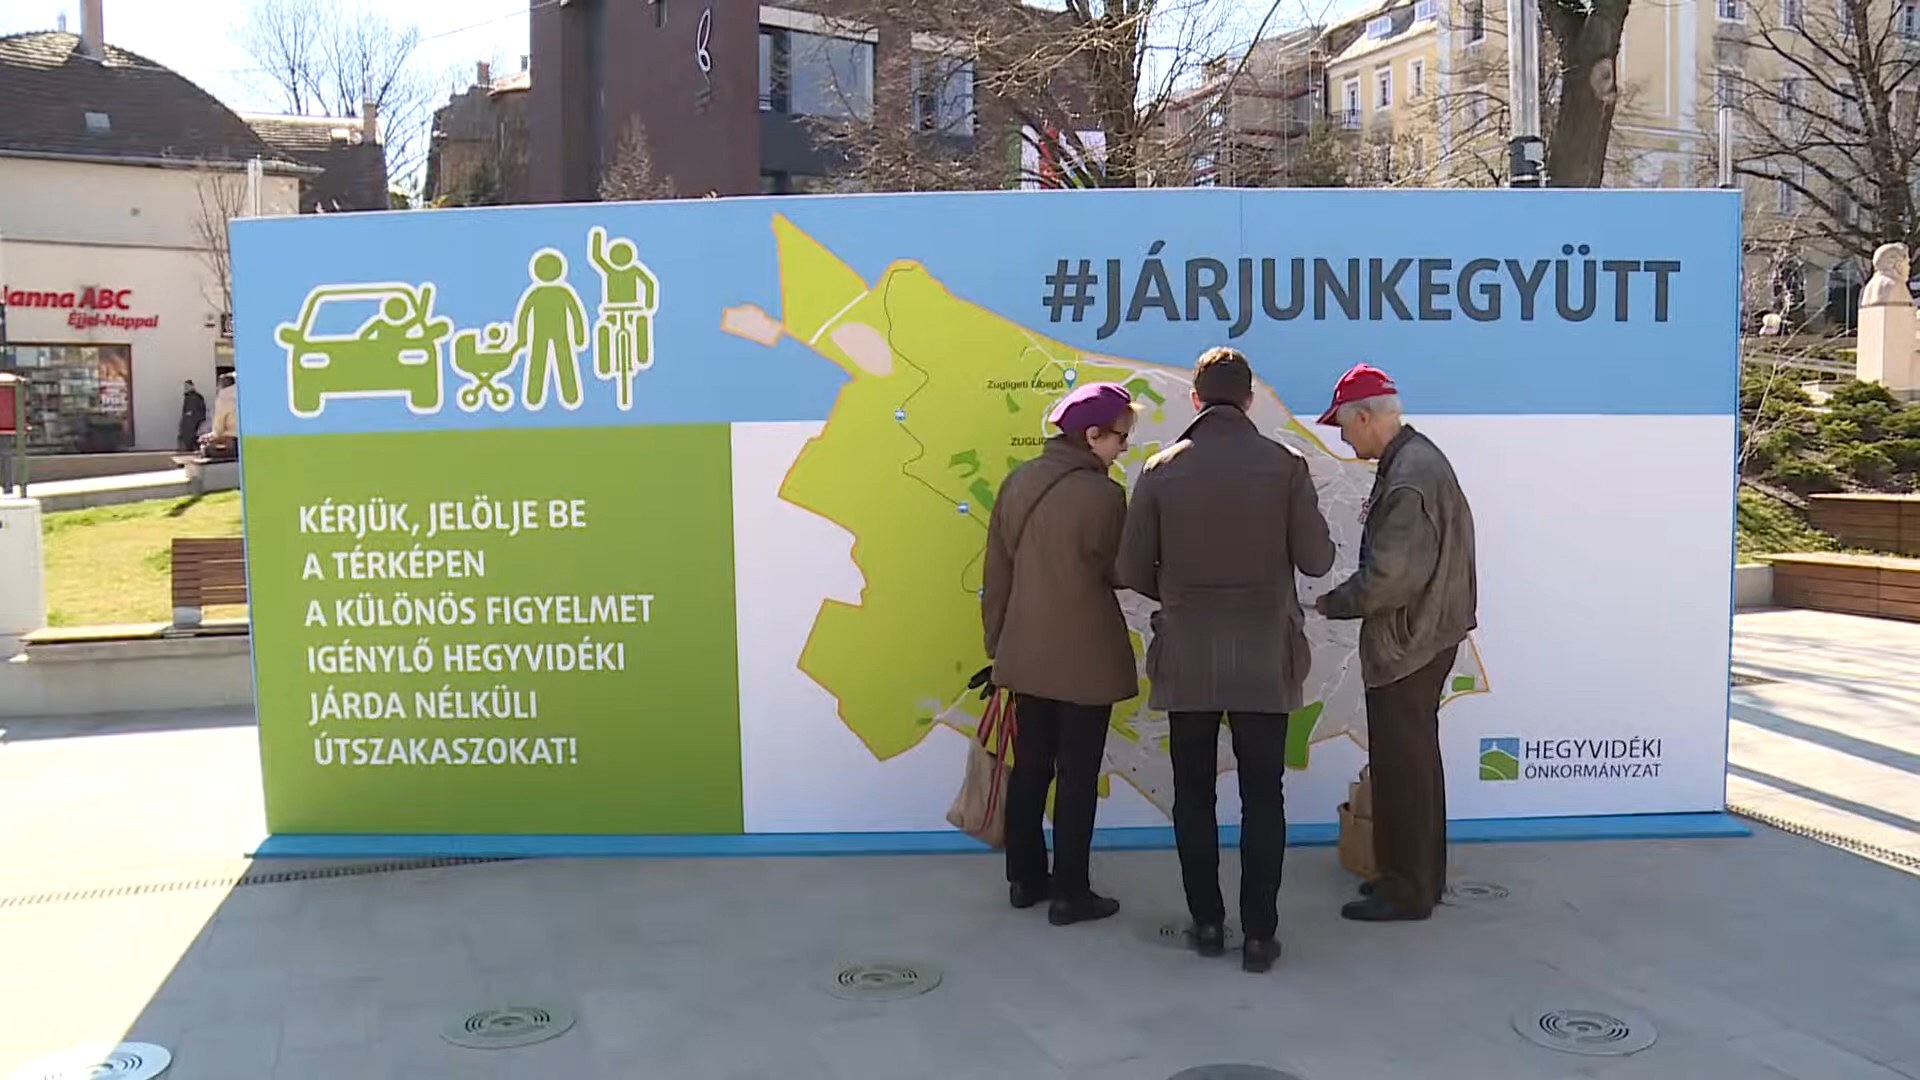 Janna ABC
Éjjel-Nappal
#JÁRJUNKEGYÜTT
Zugligeti Libegő
KÉRJÜK, JELÖLJE BE
A TÉRKÉPEN
A KÜLÖNÖS FIGYELMET
IGÉNYLŐ HEGYVIDÉKI
JÁRDA NÉLKÜLI
ÚTSZAKASZOKAT!
HEGYVIDÉKI
ÖNKORMÁNYZAT